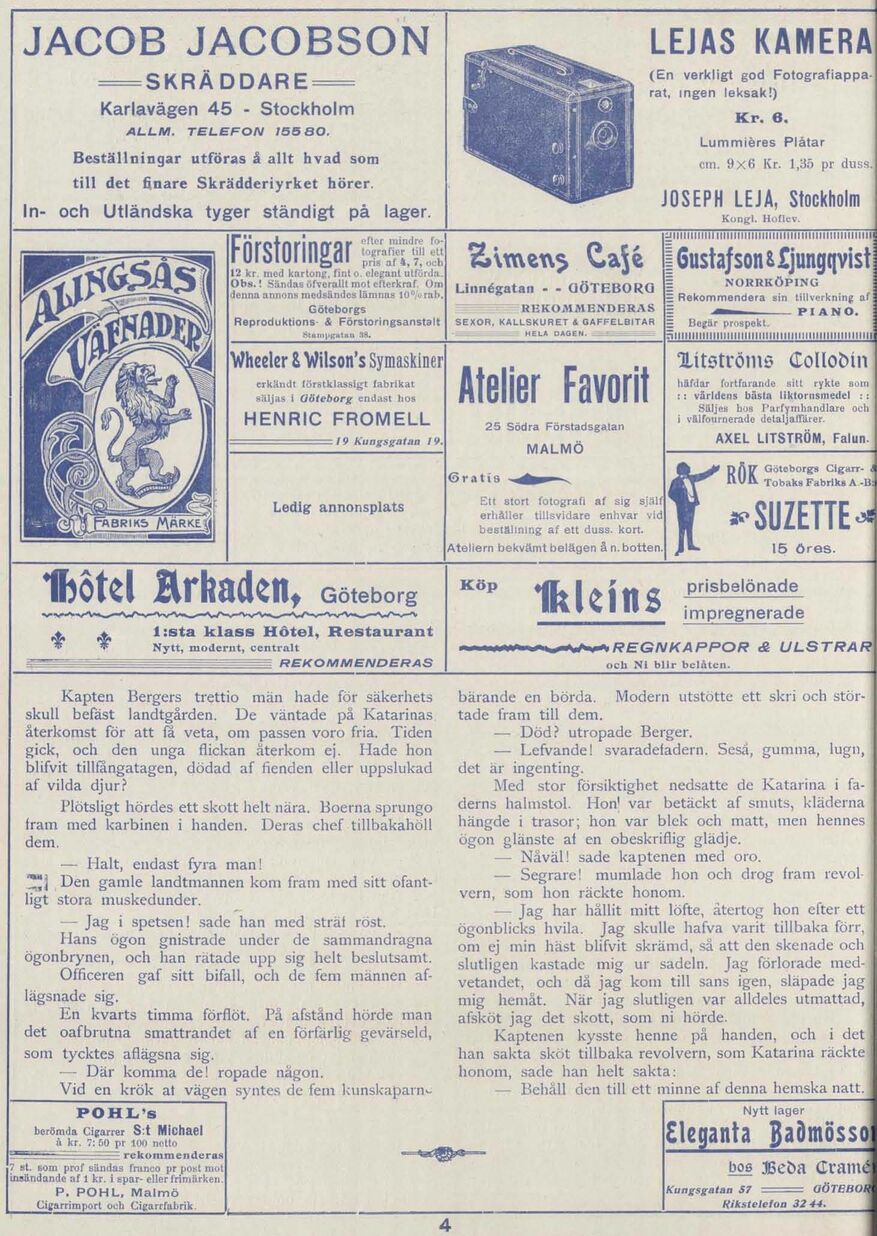 JACOB JACOBSON
SKRÄDDARE
Karlavägen 45 - Stockholm
ALLM. TELEFON 15580.
Beställningar utföras å allt hvad som
till det finare Skrädderiyrket hörer.
In- och Utländska tyger ständigt på lager.
LEJAS KAMERA
(En verkligt god Fotografiappa-
rat, ingen leksak!)
Kr. 6.
Lummières Plåtar
cm. 9×6 Kr. 1,35 pr duss.
JOSEPH LEJA, Stockholm
Kongl. Hoflev.
ALINGSÅS
VÄFNADER
FABRIKS MÄRKE
Förstoringar
efter mindre fo-
tografier till ett
pris af 4, 7, och
12 kr. med kartong, fint o. elegant utförda.
Obs.! Sändas öfverallt mot efterkraf. Om
denna annons medsändes lämnas 10% rab.
Göteborgs
Reproduktions- & Förstoringsanstalt
Stampgatan 38.
Wheeler & Wilson's Symaskiner
erkändt förstklassigt fabrikat
säljas i Göteborg endast hos
HENRIC FROMELL
19 Kungsgatan 19.
Ledig annonsplats
Zimens Café
Linnégatan - - GÖTEBORG
REKOMMENDERAS
SEXOR, KALLSKURET & GAFFELBITAR
HELA DAGEN.
Atelier Favorit
25 Södra Förstadsgatan
MALMÖ
Gratis
Ett stort fotografi af sig själf
erhåller tillsvidare enhvar vid
beställning af ett duss. kort.
Ateliern bekvämt belägen å n. botten.
Gustafson & Ljungqvist
NORRKÖPING
Rekommendera sin tillverkning af
PIANO.
Begär prospekt.
Litströms Collodin
häfdar fortfarande sitt rykte som
:: världens bästa liktornsmedel ::
Säljes hos Parfymhandlare och
i välfournerade detaljaffärer.
AXEL LITSTRÖM, Falun.
RÖK
Göteborgs Cigarr- &
Tobaks Fabriks A.-B:s
SUZETTE
15 öres.
Hôtel Arkaden, Göteborg
1:sta klass Hôtel, Restaurant
Nytt, modernt, centralt
REKOMMENDERAS
Köp
Kleins
prisbelönade
impregnerade
REGNKAPPOR & ULSTRAR
och Ni blir belåten.
Kapten Bergers trettio män hade för säkerhets
skull befäst landtgården. De väntade på Katarinas
återkomst för att få veta, om passen voro fria. Tiden
gick, och den unga flickan återkom ej. Hade hon
blifvit tillfångatagen, dödad af fienden eller uppslukad
af vilda djur?
Plötsligt hördes ett skott helt nära. Boerna sprungo
fram med karbinen i handen. Deras chef tillbakahöll
dem.
— Halt, endast fyra man!
Den gamle landtmannen kom fram med sitt ofant-
ligt stora muskedunder.
— Jag i spetsen! sade han med sträf röst.
Hans ögon gnistrade under de sammandragna
ögonbrynen, och han rätade upp sig helt beslutsamt.
Officeren gaf sitt bifall, och de fem männen af-
lägsnade sig.
En kvarts timma förflöt. På afstånd hörde man
det oafbrutna smattrandet af en förfärlig gevärseld,
som tycktes aflägsna sig.
— Där komma de! ropade någon.
Vid en krök af vägen syntes de fem kunskaparne
bärande en börda. Modern utstötte ett skri och stör-
tade fram till dem.
— Död? utropade Berger.
— Lefvande! svarade fadern. Seså, gumma, lugn,
det är ingenting.
Med stor försiktighet nedsatte de Katarina i fa-
derns halmstol. Hon var betäckt af smuts, kläderna
hängde i trasor; hon var blek och matt, men hennes
ögon glänste af en obeskriflig glädje.
— Nåväl! sade kaptenen med oro.
— Segrare! mumlade hon och drog fram revol-
vern, som hon räckte honom.
— Jag har hållit mitt löfte, återtog hon efter ett
ögonblicks hvila. Jag skulle hafva varit tillbaka förr,
om ej min häst blifvit skrämd, så att den skenade och
slutligen kastade mig ur sadeln. Jag förlorade med-
vetandet, och då jag kom till sans igen, släpade jag
mig hemåt. När jag slutligen var alldeles utmattad,
afsköt jag det skott, som ni hörde.
Kaptenen kysste henne på handen, och i det
han sakta sköt tillbaka revolvern, som Katarina räckte
honom, sade han helt sakta:
— Behåll den till ett minne af denna hemska natt.
POHL's
berömda Cigarrer S:t Michael
à kr. 7:50 pr 100 netto
rekommenderas
7 st. som prof sändas franco pr post mot
insändande af 1 kr. i spar- eller frimärken.
P. POHL, Malmö
Cigarrimport och Cigarrfabrik.
Nytt lager
Eleganta Badmössor
hos Beda Cramér
Kungsgatan 57 GÖTEBORG
Rikstelefon 32 44.
4